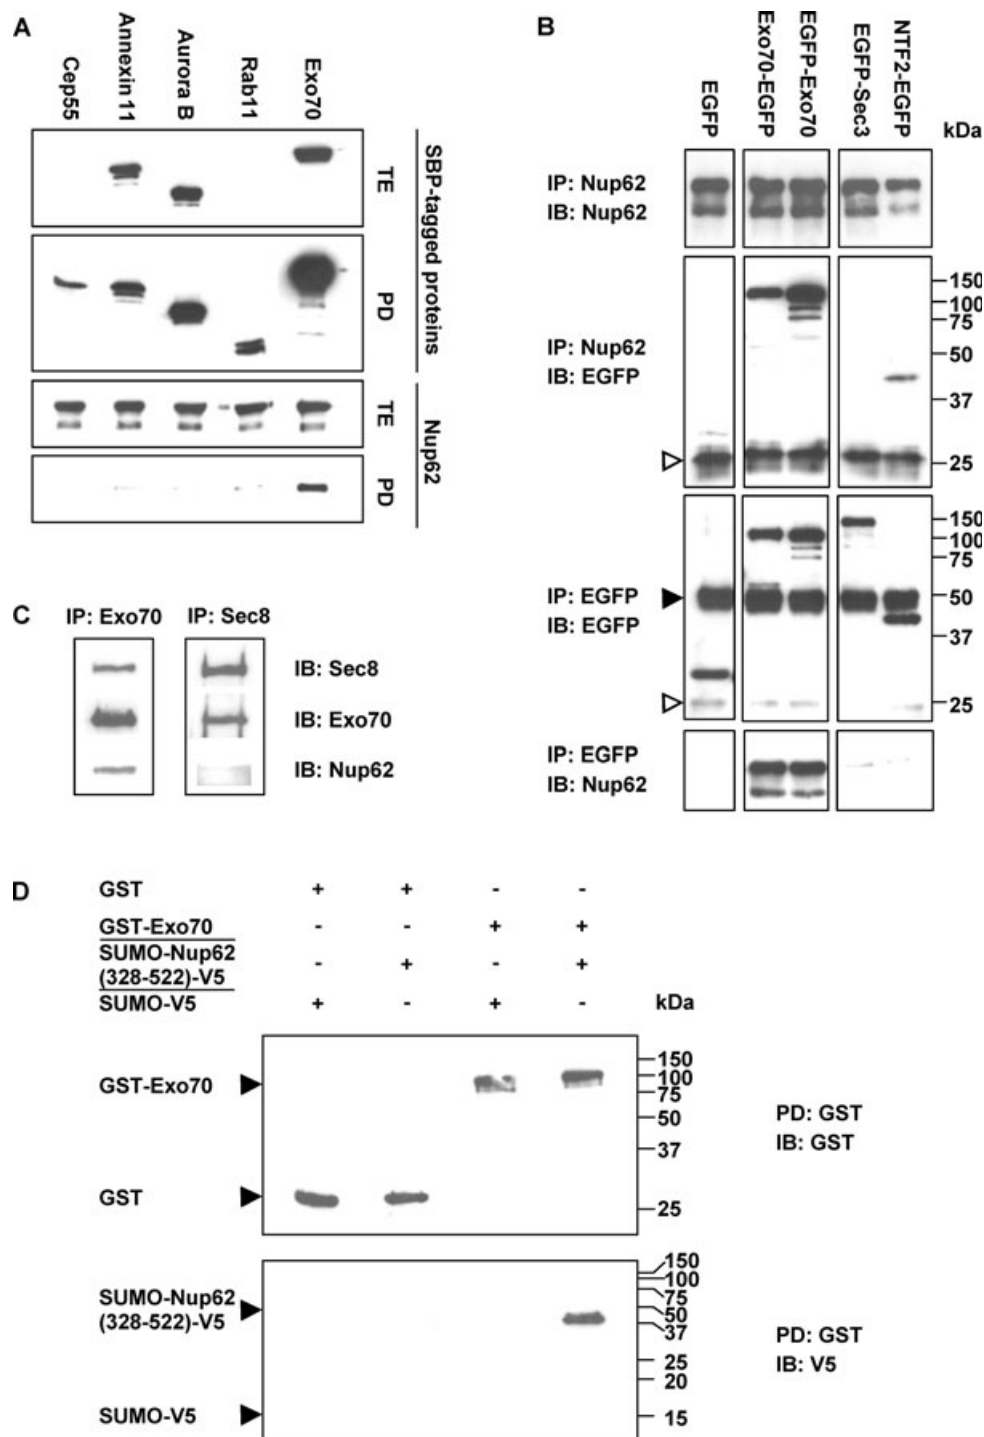 A
Cep55
Annexin 11
Aurora B
Rab11
Exo70
TE
PD
SBP-tagged proteins
TE
PD
Nup62
B
EGFP
Exo70-EGFP
EGFP-Exo70
EGFP-Sec3
NTF2-EGFP
kDa
IP: Nup62
IB: Nup62
IP: Nup62
IB: EGFP
150
100
75
50
37
25
IP: EGFP
IB: EGFP
150
100
75
50
37
25
IP: EGFP
IB: Nup62
C
IP: Exo70 IP: Sec8
IB: Sec8
IB: Exo70
IB: Nup62
D
GST + + - -
GST-Exo70 - - + +
SUMO-Nup62
(328-522)-V5 - + - +
SUMO-V5 + - + -
kDa
GST-Exo70
GST
150
100
75
50
37
25
PD: GST
IB: GST
SUMO-Nup62
(328-522)-V5
SUMO-V5
150
100
75
50
37
25
20
15
PD: GST
IB: V5